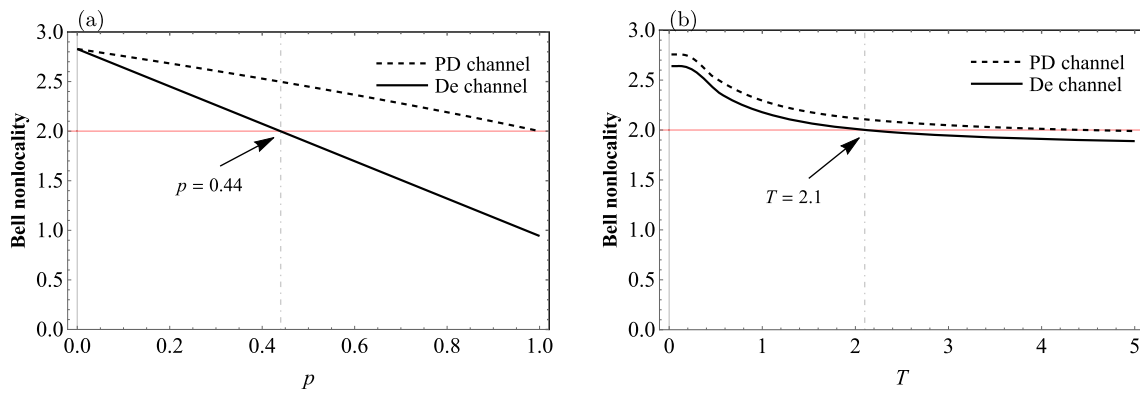 (a)
3.0
2.5
2.0
1.5
1.0
0.5
0.0
Bell nonlocality
PD channel
De channel
p = 0.44
0.0 0.2 0.4 0.6 0.8 1.0
p
(b)
3.0
2.5
2.0
1.5
1.0
0.5
0.0
Bell nonlocality
PD channel
De channel
T = 2.1
0 1 2 3 4 5
T